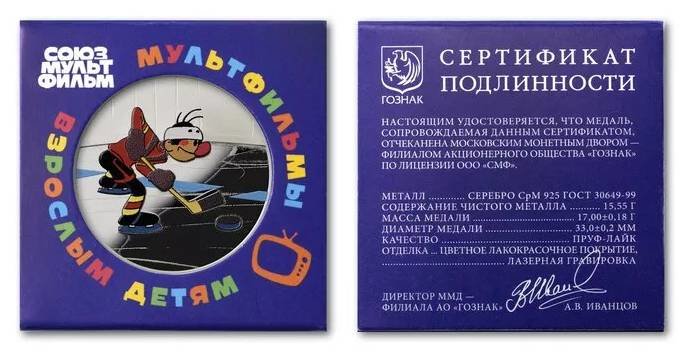 СОЮЗ
МУЛЬТ
ФИЛЬМ
МУЛЬТФИЛЬМЫ
ВЗРОСЛЫМ ДЕТЯМ
ГОЗНАК
СЕРТИФИКАТ
ПОДЛИННОСТИ
НАСТОЯЩИМ УДОСТОВЕРЯЕТСЯ, ЧТО МЕДАЛЬ,
СОПРОВОЖДАЕМАЯ ДАННЫМ СЕРТИФИКАТОМ,
ОТЧЕКАНЕНА МОСКОВСКИМ МОНЕТНЫМ ДВОРОМ —
ФИЛИАЛОМ АКЦИОНЕРНОГО ОБЩЕСТВА «ГОЗНАК»
ПО ЛИЦЕНЗИИ ООО «СМФ».
МЕТАЛЛ ............ СЕРЕБРО СрМ 925 ГОСТ 30649-99
СОДЕРЖАНИЕ ЧИСТОГО МЕТАЛЛА ............ 15,55 Г
МАССА МЕДАЛИ ............ 17,00±0,18 Г
ДИАМЕТР МЕДАЛИ ............ 33,0±0,2 ММ
КАЧЕСТВО ............ ПРУФ-ЛАЙК
ОТДЕЛКА ... ЦВЕТНОЕ ЛАКОКРАСОЧНОЕ ПОКРЫТИЕ,
............ ЛАЗЕРНАЯ ГРАВИРОВКА
ДИРЕКТОР ММД —
ФИЛИАЛА АО «ГОЗНАК» А.В. ИВАНЦОВ